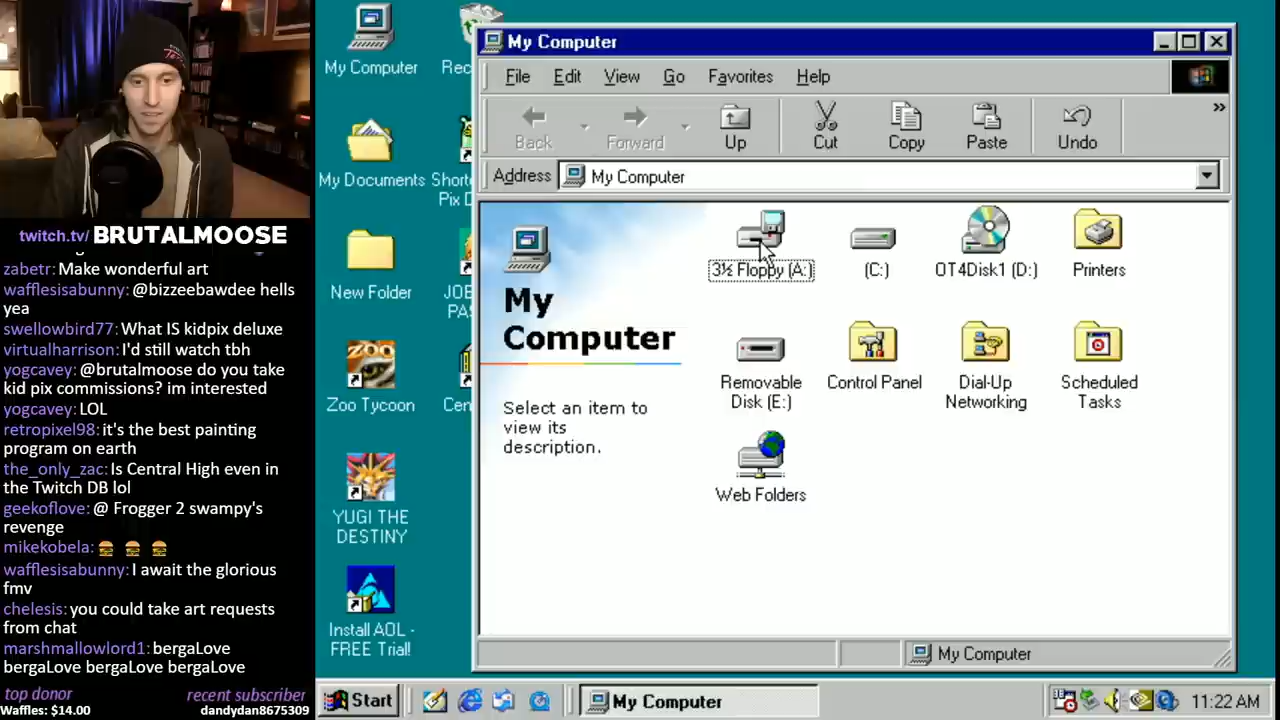 twitch.tv/ BRUTALMOOSE
zabetr: Make wonderful art
wafflesisabunny: @bizzeebawdee hells
yea
swellowbird77: What IS kidpix deluxe
virtualharrison: I'd still watch tbh
yogcavey: @brutalmoose do you take
kid pix commissions? im interested
yogcavey: LOL
retropixel98: it's the best painting
program on earth
the_only_zac: Is Central High even in
the Twitch DB lol
geekoflove: @ Frogger 2 swampy's
revenge
mikekobela: 🍔 🍔 🍔
wafflesisabunny: I await the glorious
fmv
chelesis: you could take art requests
from chat
marshmallowlord1: bergaLove
bergaLove bergaLove bergaLove
top donor
recent subscriber
Waffles: $14.00
dandydan8675309
My Computer
My Documents
New Folder
Zoo Tycoon
YUGI THE
DESTINY
Install AOL -
FREE Trial!
Rec
Short
Pix D
JOE
PA
Cen
My Computer
File Edit View Go Favorites Help
Back Forward Up Cut Copy Paste Undo
Address My Computer
My
Computer
Select an item to
view its
description.
3½ Floppy (A:)
(C:)
OT4Disk1 (D:)
Printers
Removable
Disk (E:)
Control Panel
Dial-Up
Networking
Scheduled
Tasks
Web Folders
My Computer
Start
My Computer
11:22 AM